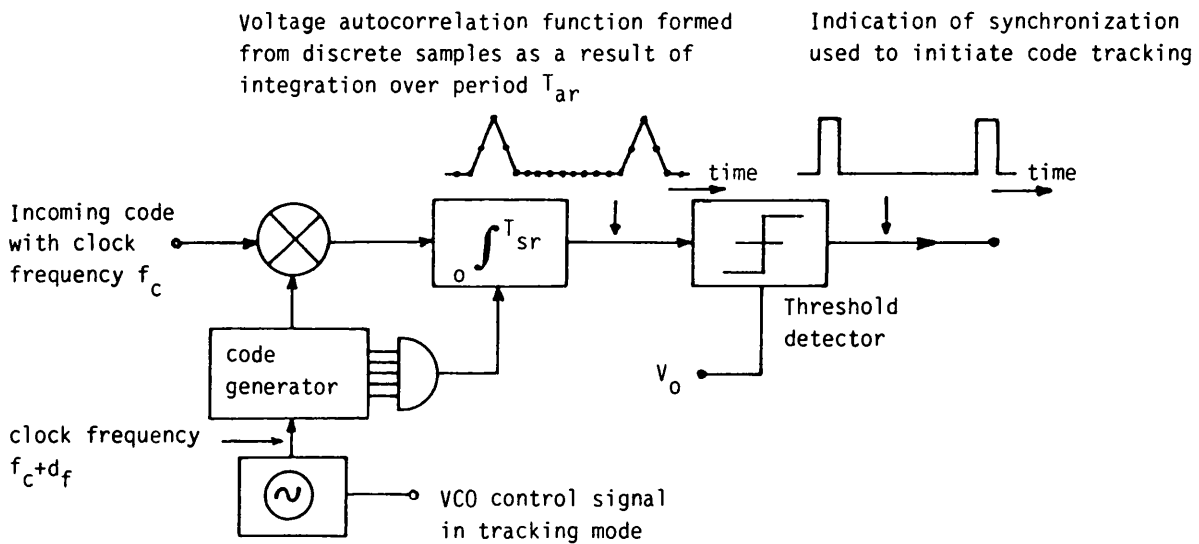 Voltage autocorrelation function formed
from discrete samples as a result of
integration over period T_ar
Indication of synchronization
used to initiate code tracking
time
time
Incoming code
with clock
frequency f_c
∫ T_sr
o
Threshold
detector
code
generator
V_o
clock frequency
f_c+d_f
VCO control signal
in tracking mode